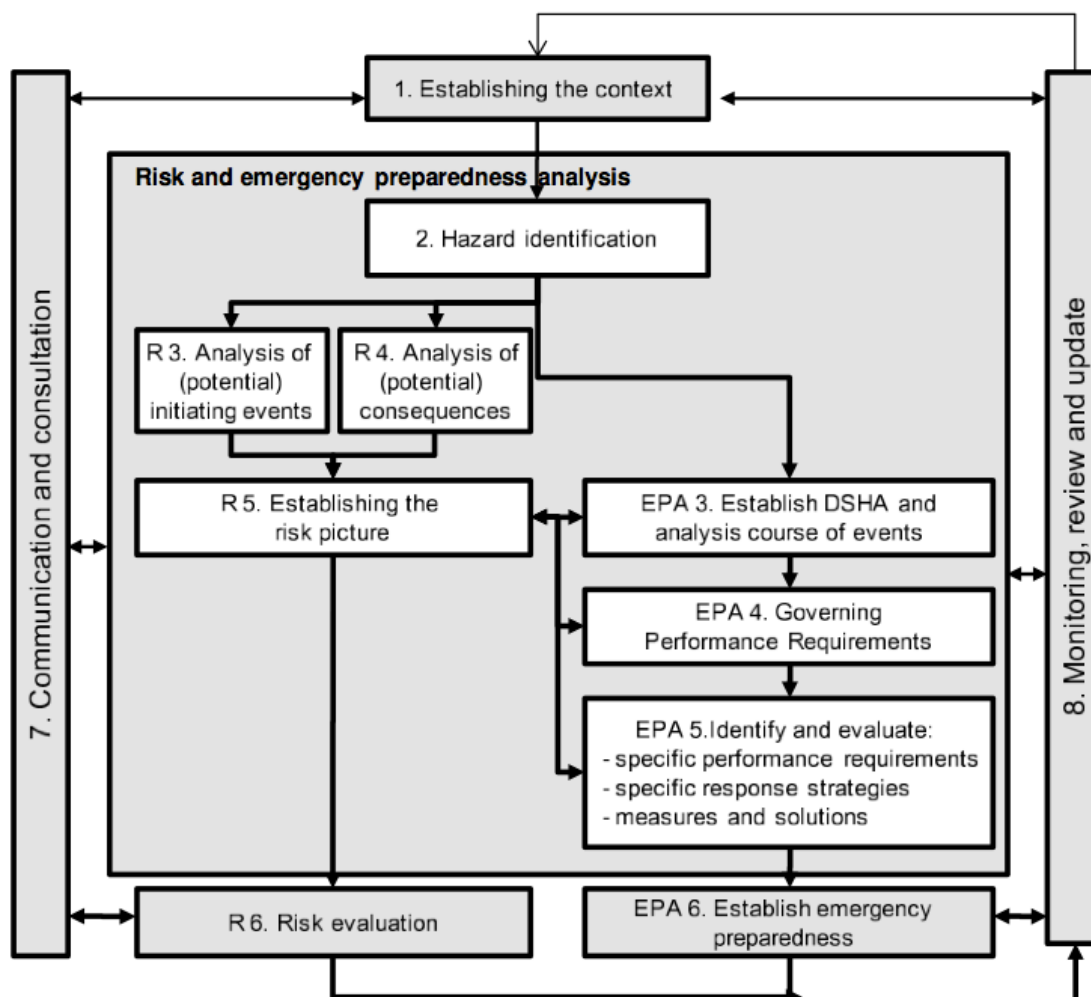 1. Establishing the context
Risk and emergency preparedness analysis
2. Hazard identification
R 3. Analysis of
(potential)
initiating events
R 4. Analysis of
(potential)
consequences
R 5. Establishing the
risk picture
EPA 3. Establish DSHA and
analysis course of events
EPA 4. Governing
Performance Requirements
EPA 5.Identify and evaluate:
- specific performance requirements
- specific response strategies
- measures and solutions
R 6. Risk evaluation
EPA 6. Establish emergency
preparedness
7. Communication and consultation
8. Monitoring, review and update